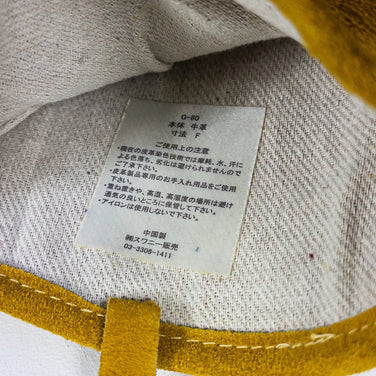 G-80
本体 牛革
寸法 F
ご使用上の注意
・現在の皮革染色技術では摩耗、水、汗に
よる色落ち、劣化は避けられませんので
ご了承下さい。
・皮革製品専用のお手入れ用品をご使用
下さい。
・重ね置きや、高温、高湿度の場所は避け
通気の良いところに保管して下さい。
・アイロンは使用しないで下さい。
中国製
㈱スワニー販売
03-3308-1411